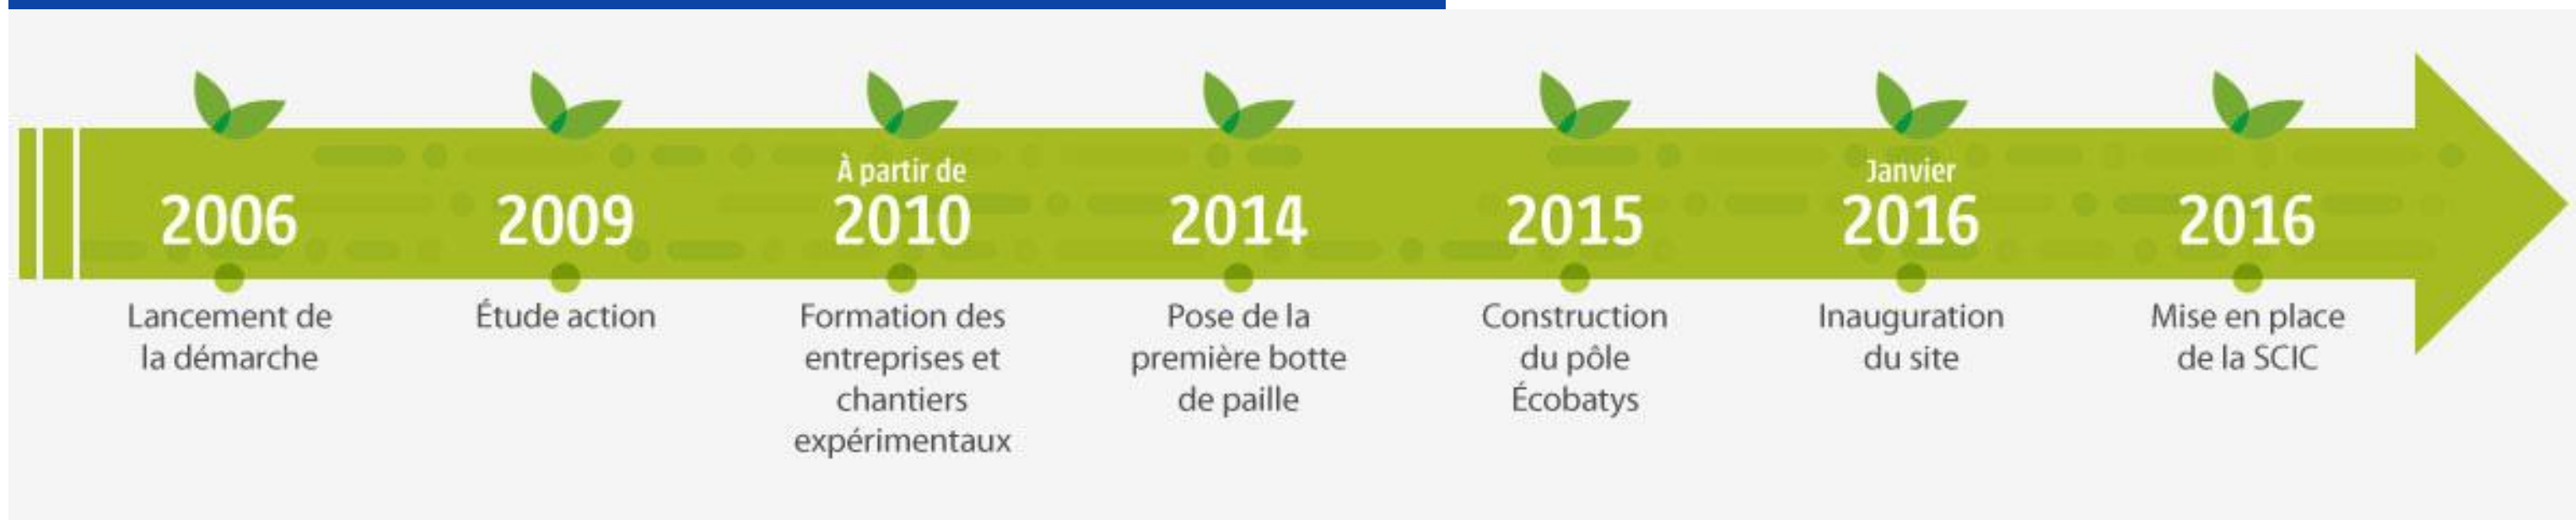 2006
Lancement de
la démarche
2009
Étude action
À partir de
2010
Formation des
entreprises et
chantiers
expérimentaux
2014
Pose de la
première botte
de paille
2015
Construction
du pôle
Écobatys
Janvier
2016
Inauguration
du site
2016
Mise en place
de la SCIC